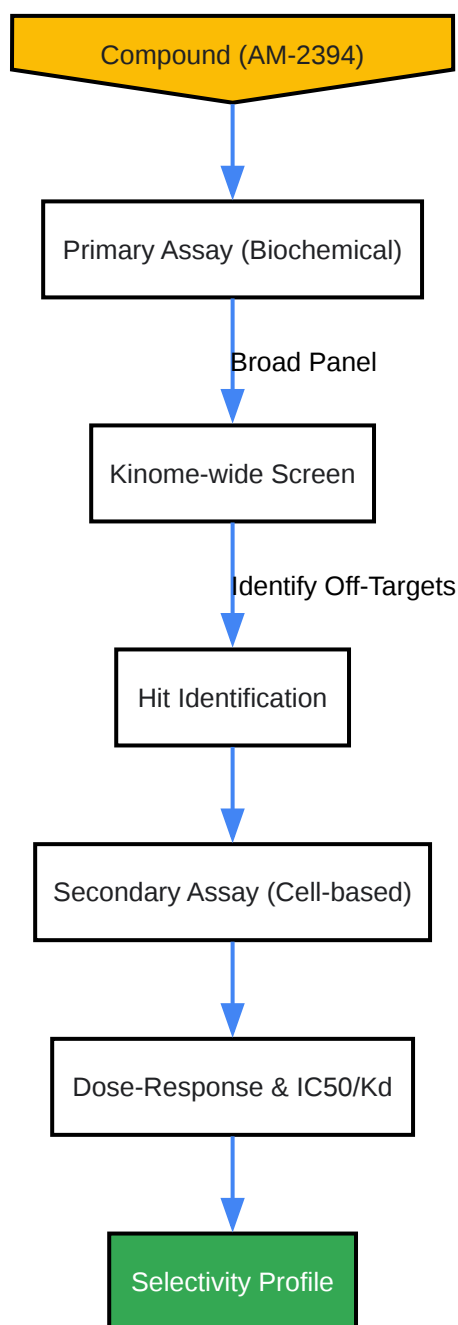 Compound (AM-2394)
Primary Assay (Biochemical)
Broad Panel
Kinome-wide Screen
Identify Off-Targets
Hit Identification
Secondary Assay (Cell-based)
Dose-Response & IC50/Kd
Selectivity Profile